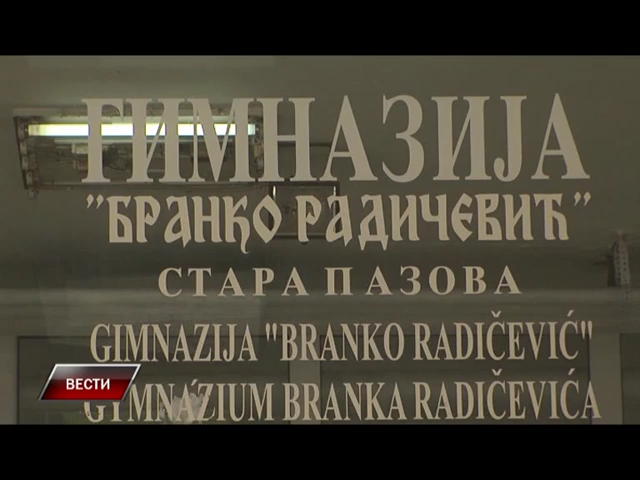 ГИМНАЗИЈА
"БРАНКО РАДИЧЕВИЋ"
СТАРА ПАЗОВА
GIMNAZIJA "BRANKO RADIČEVIĆ"
GYMNÁZIUM BRANKA RADIČEVIĆA
ВЕСТИ